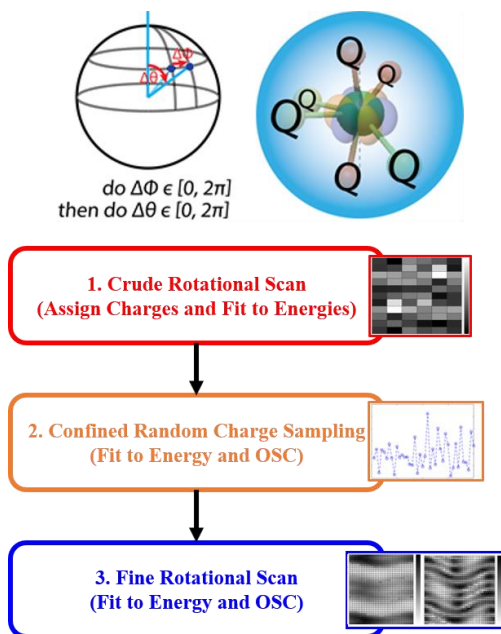 ΔΦ
Δθ
do ΔΦ ϵ [0, 2π]
then do Δθ ϵ [0, 2π]
Q
Q
Q
Q
Q
Q
1. Crude Rotational Scan
(Assign Charges and Fit to Energies)
2. Confined Random Charge Sampling
(Fit to Energy and OSC)
3. Fine Rotational Scan
(Fit to Energy and OSC)